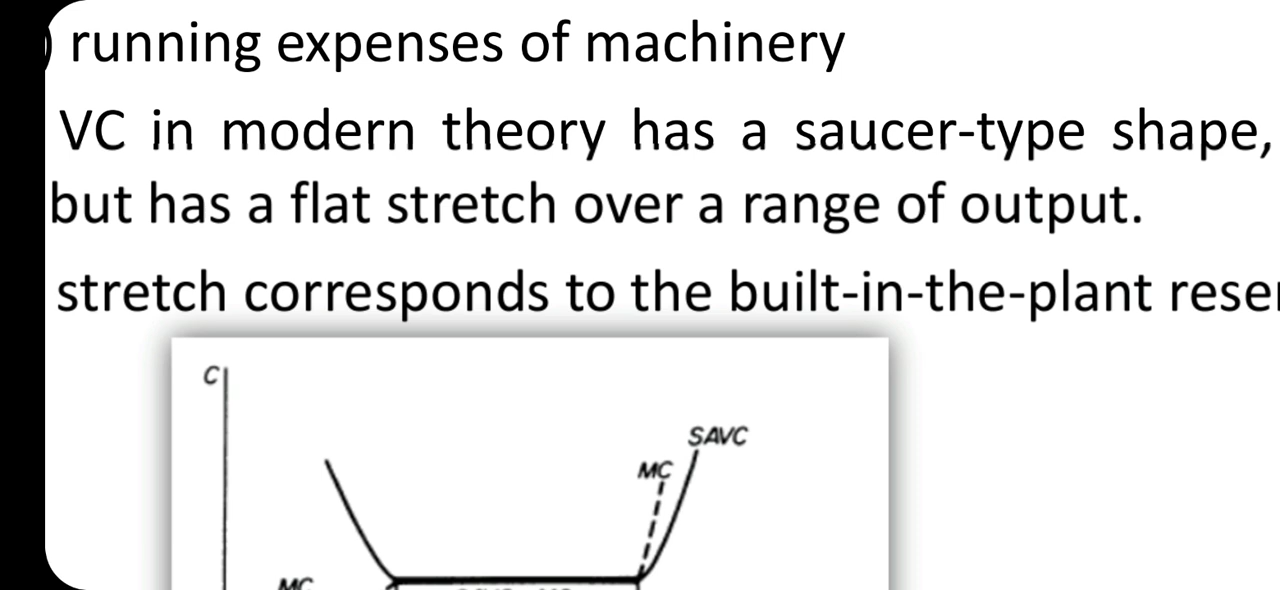 ) running expenses of machinery
VC in modern theory has a saucer-type shape,
but has a flat stretch over a range of output.
stretch corresponds to the built-in-the-plant
C
SAVC
MC
MC